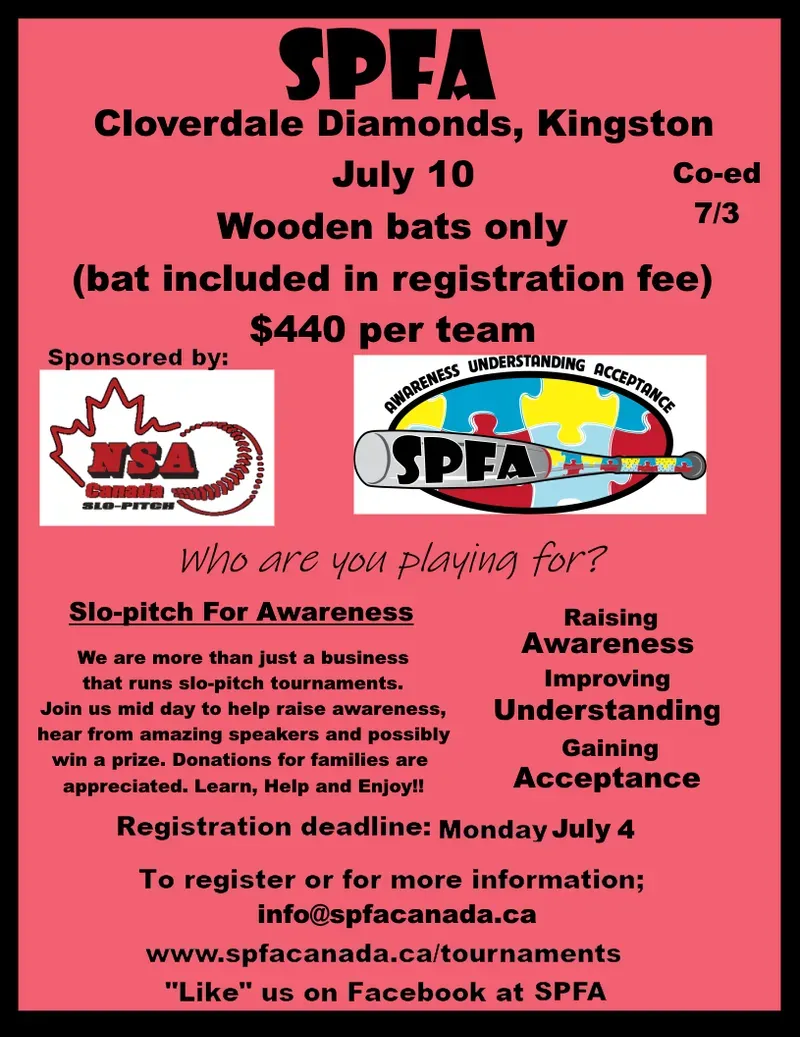 SPFA
Cloverdale Diamonds, Kingston
July 10
Co-ed
7/3
Wooden bats only
(bat included in registration fee)
$440 per team
Sponsored by:
NSA
Canada
SLO-PITCH
AWARENESS UNDERSTANDING ACCEPTANCE
SPFA
Who are you playing for?
Slo-pitch For Awareness
We are more than just a business
that runs slo-pitch tournaments.
Join us mid day to help raise awareness,
hear from amazing speakers and possibly
win a prize. Donations for families are
appreciated. Learn, Help and Enjoy!!
Raising
Awareness
Improving
Understanding
Gaining
Acceptance
Registration deadline: Monday July 4
To register or for more information;
info@spfacanada.ca
www.spfacanada.ca/tournaments
"Like" us on Facebook at SPFA